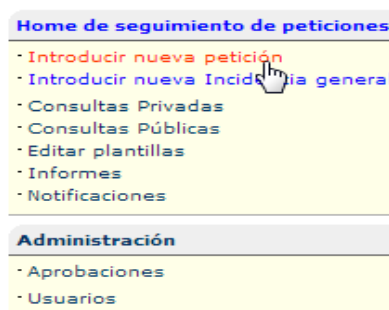 Home de seguimiento de peticiones
Introducir nueva petición
Introducir nueva genera
Consultas Privadas
Consultas Públicas
Editar plantillas
Informes
Notificaciones
Administración
Aprobaciones
Usuarios